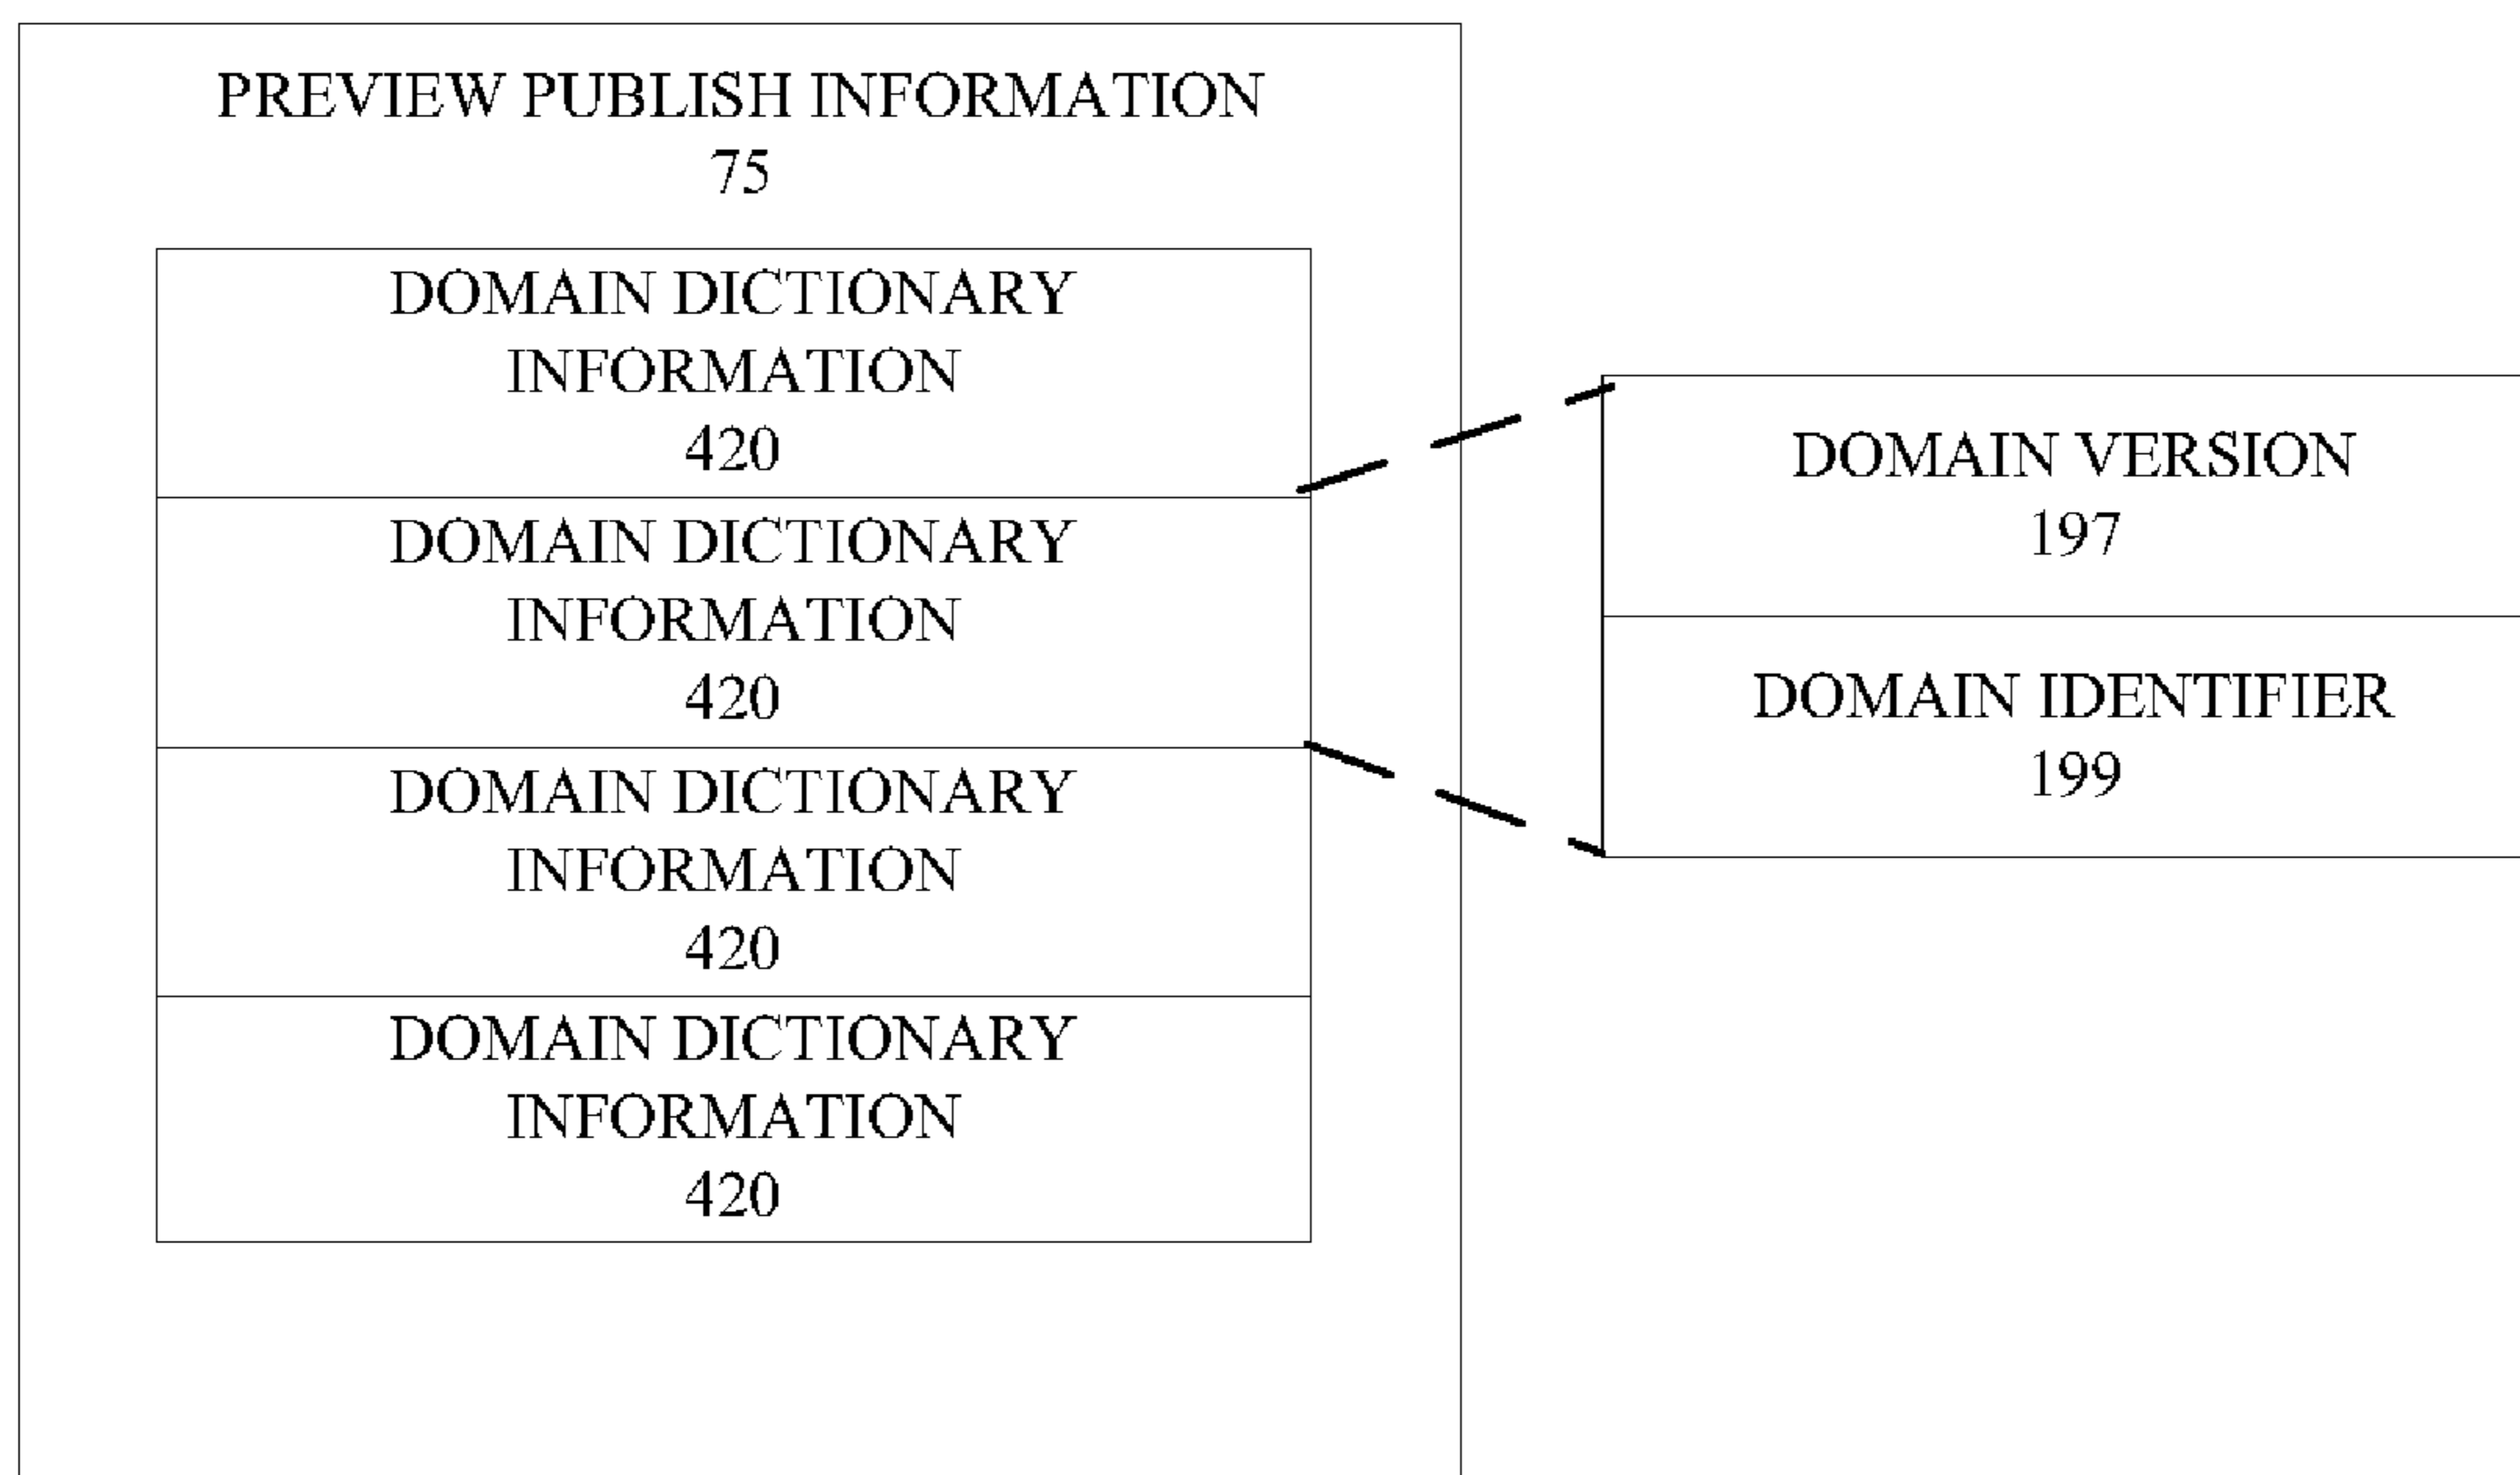 PREVIEW PUBLISH INFORMATION
75
DOMAIN DICTIONARY
INFORMATION
420
DOMAIN DICTIONARY
INFORMATION
420
DOMAIN DICTIONARY
INFORMATION
420
DOMAIN DICTIONARY
INFORMATION
420
DOMAIN VERSION
197
DOMAIN IDENTIFIER
199